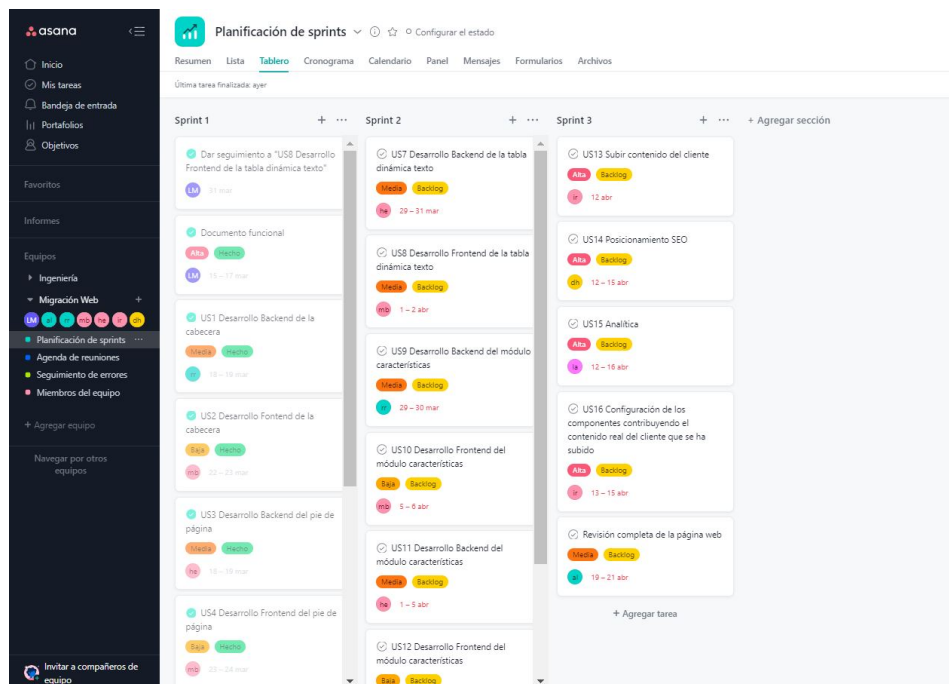 asana
Inicio
Mis tareas
Bandeja de entrada
Portafolios
Objetivos
Favoritos
Informes
Equipos
Ingeniería
Migración Web +
LM al rr mb he ir dh
Planificación de sprints ...
Agenda de reuniones
Seguimiento de errores
Miembros del equipo
+ Agregar equipo
Navegar por otros
equipos
Invitar a compañeros de
equipo
Planificación de sprints
Configurar el estado
Resumen Lista Tablero Cronograma Calendario Panel Mensajes Formularios Archivos
Última tarea finalizada: ayer
Sprint 1 + ...
Dar seguimiento a "US8 Desarrollo
Frontend de la tabla dinámica texto"
LM 31 mar
Documento funcional
Alta Hecho
LM 15 – 17 mar
US1 Desarrollo Backend de la
cabecera
Media Hecho
rr 18 – 19 mar
US2 Desarrollo Fontend de la
cabecera
Baja Hecho
mb 22 – 23 mar
US3 Desarrollo Backend del pie de
página
Media Hecho
he 18 – 19 mar
US4 Desarrollo Frontend del pie de
página
Baja Hecho
mb 23 – 24 mar
Sprint 2 + ...
US7 Desarrollo Backend de la tabla
dinámica texto
Media Backlog
he 29 – 31 mar
US8 Desarrollo Frontend de la tabla
dinámica texto
Media Backlog
mb 1 – 2 abr
US9 Desarrollo Backend del módulo
características
Media Backlog
rr 29 – 30 mar
US10 Desarrollo Frontend del
módulo características
Baja Backlog
mb 5 – 6 abr
US11 Desarrollo Backend del
módulo características
Media Backlog
he 1 – 5 abr
US12 Desarrollo Frontend del
módulo características
Baja Backlog
Sprint 3 + ...
US13 Subir contenido del cliente
Alta Backlog
ir 12 abr
US14 Posicionamiento SEO
Alta Backlog
dh 12 – 15 abr
US15 Analítica
Alta Backlog
12 – 16 abr
US16 Configuración de los
componentes contribuyendo el
contenido real del cliente que se ha
subido
Alta Backlog
ir 13 – 15 abr
Revisión completa de la página web
Media Backlog
al 19 – 21 abr
+ Agregar tarea
+ Agregar sección